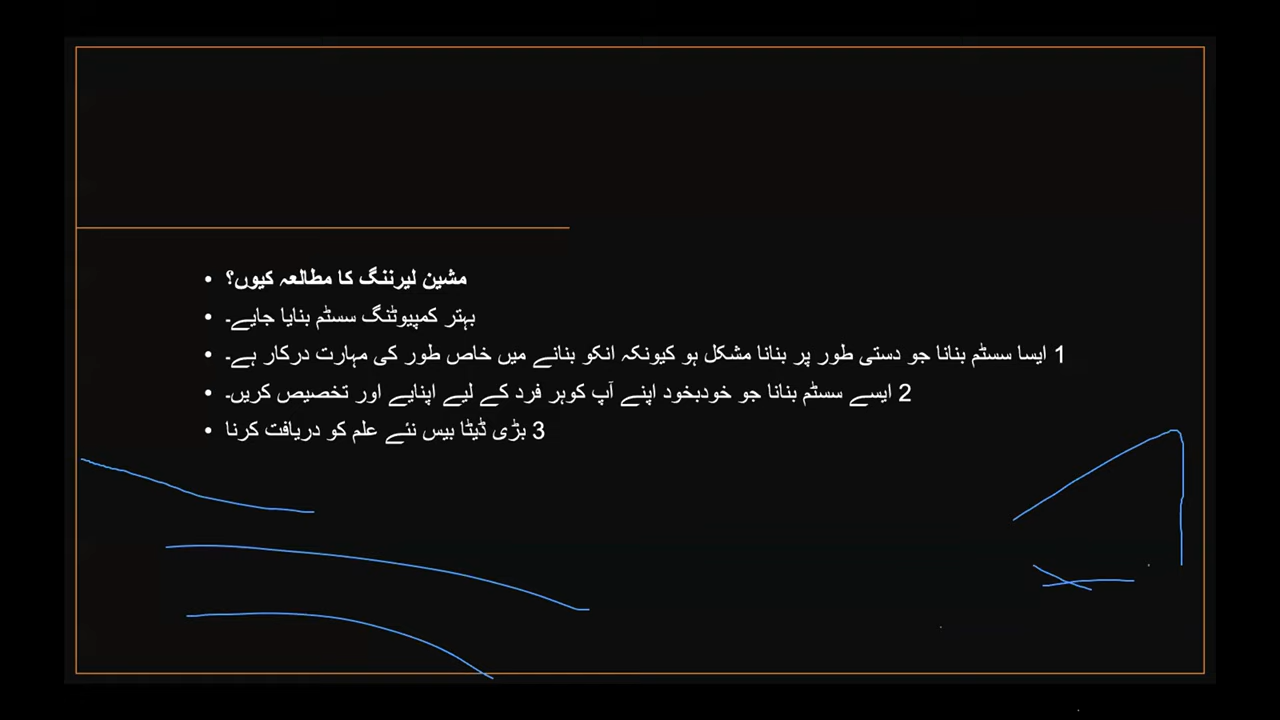 مشین لیرننگ کا مطالعہ کیوں؟
بہتر کمپیوٹنگ سسٹم بنایا جایے۔
1 ایسا سسٹم بنانا جو دستی طور پر بنانا مشکل ہو کیونکہ انکو بنانے میں خاص طور کی مہارت درکار ہے۔
2 ایسے سسٹم بنانا جو خودبخود اپنے آپ کوہر فرد کے لیے اپنایے اور تخصیص کریں۔
3 بڑی ڈیٹا بیس نئے علم کو دریافت کرنا